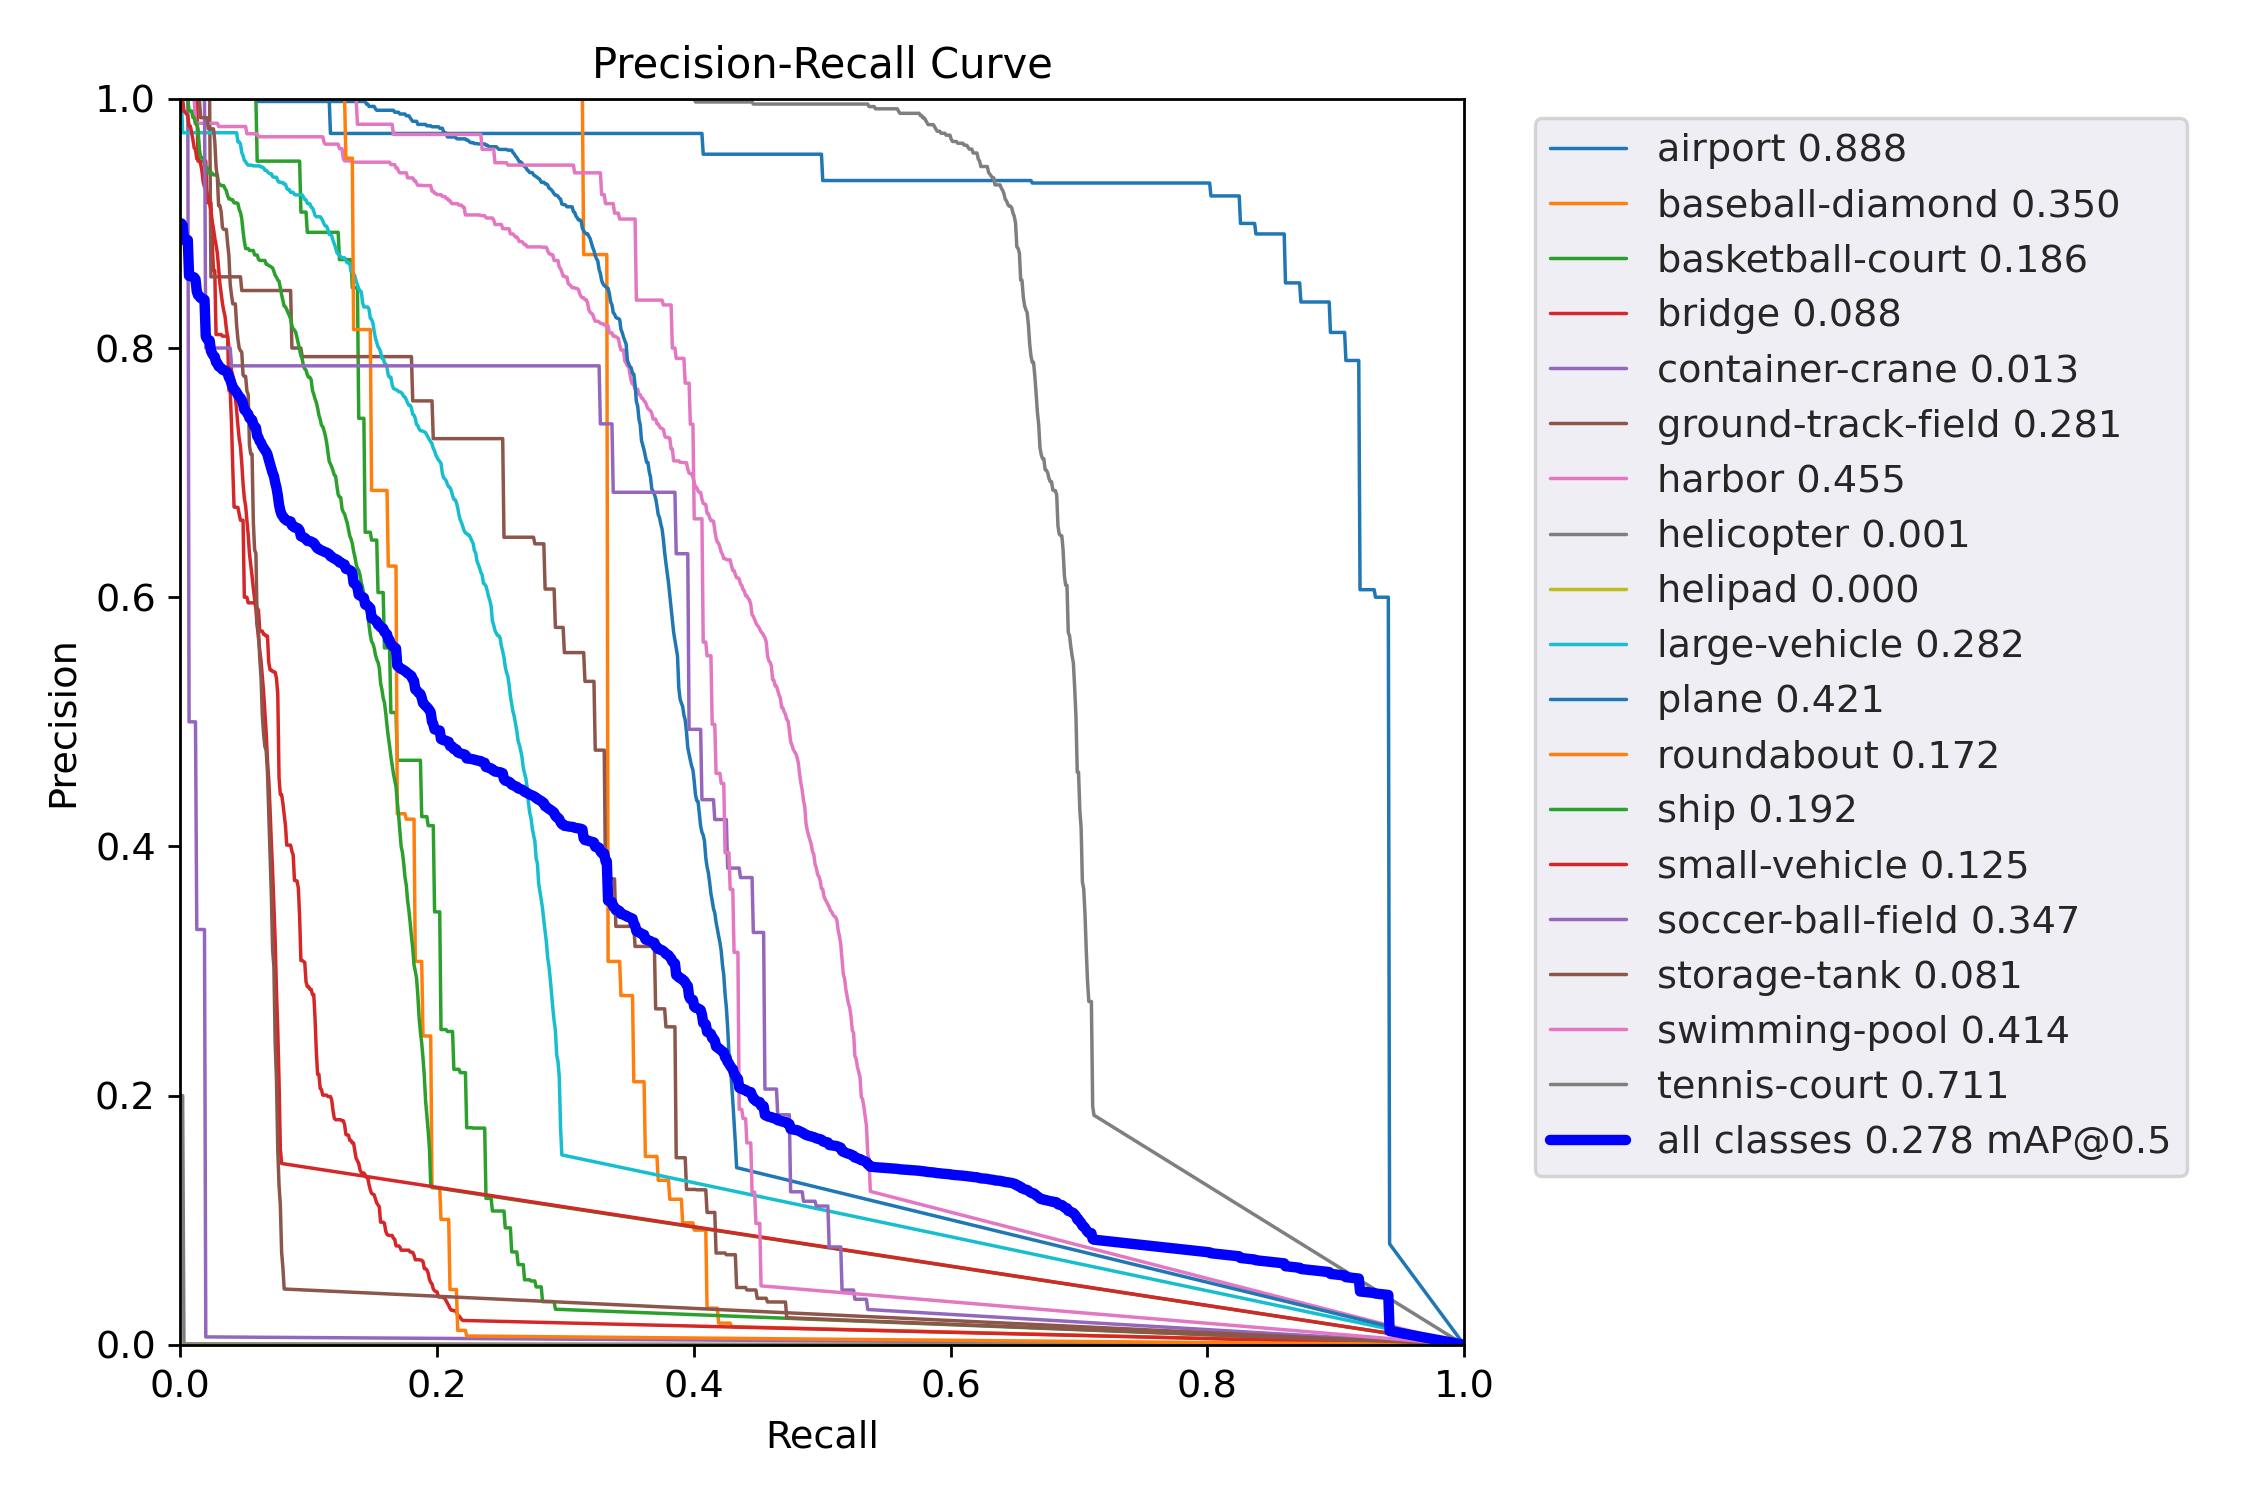 Precision-Recall Curve
1.0
0.8
0.6
0.4
0.2
0.0
Precision
0.0 0.2 0.4 0.6 0.8 1.0
Recall
airport 0.888
baseball-diamond 0.350
basketball-court 0.186
bridge 0.088
container-crane 0.013
ground-track-field 0.281
harbor 0.455
helicopter 0.001
helipad 0.000
large-vehicle 0.282
plane 0.421
roundabout 0.172
ship 0.192
small-vehicle 0.125
soccer-ball-field 0.347
storage-tank 0.081
swimming-pool 0.414
tennis-court 0.711
all classes 0.278 mAP@0.5